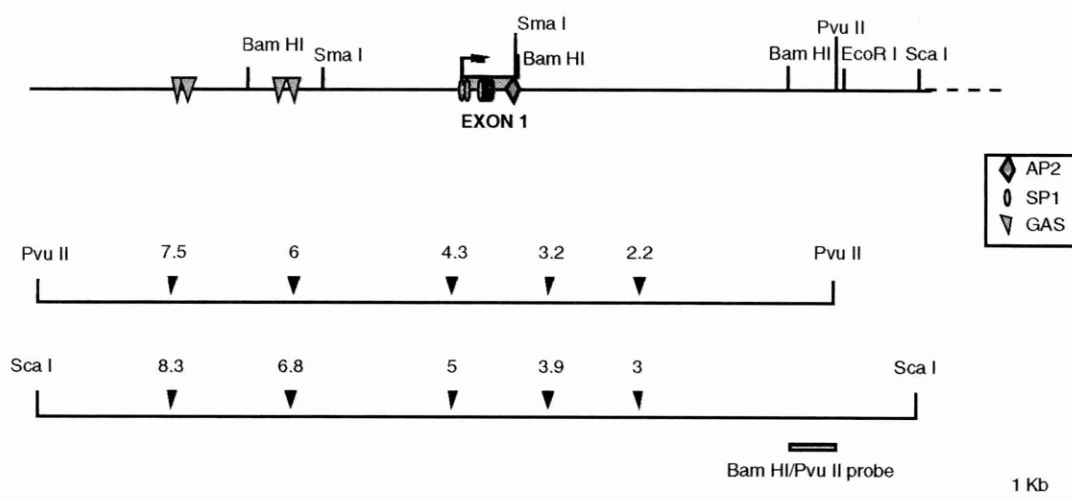 Sma I
Pvu II
Bam HI
Sma I
Bam HI
Bam HI
EcoR I
Sca I
EXON 1
AP2
SP1
GAS
Pvu II
7.5
6
4.3
3.2
2.2
Pvu II
Sca I
8.3
6.8
5
3.9
3
Sca I
Bam HI/Pvu II probe
1 Kb